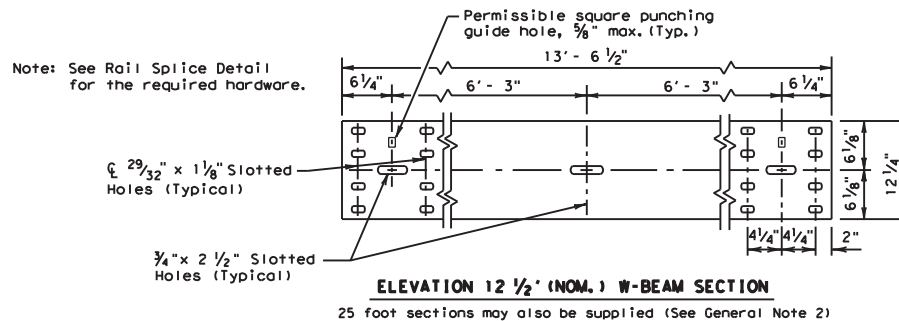 Permissible square punching
guide hole, 5/8" max. (Typ.)
13' - 6 1/2"
Note: See Rail Splice Detail
for the required hardware.
6 1/4"
6' - 3"
6' - 3"
6 1/4"
℄ 29/32" x 1 1/8" Slotted
Holes (Typical)
6 1/8"
6 1/8"
12 1/4"
3/4" x 2 1/2" Slotted
Holes (Typical)
4 1/4"
4 1/4"
2"
ELEVATION 12 1/2' (NOM.) W-BEAM SECTION
25 foot sections may also be supplied (See General Note 2)